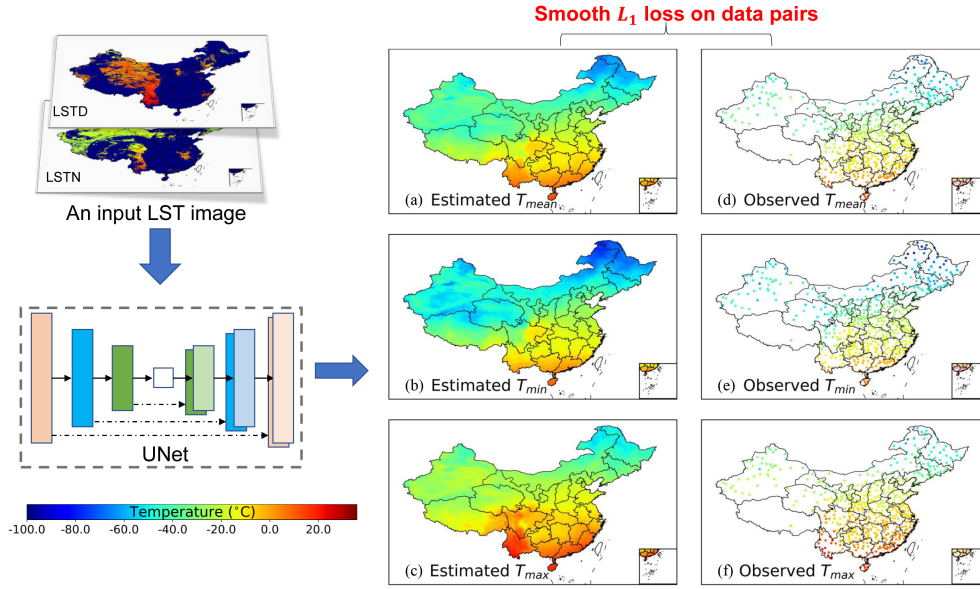 Smooth L₁ loss on data pairs
LSTD
LSTN
An input LST image
UNet
Temperature (°C)
-100.0 -80.0 -60.0 -40.0 -20.0 0.0 20.0
(a) Estimated Tmean
(d) Observed Tmean
(b) Estimated Tmin
(e) Observed Tmin
(c) Estimated Tmax
(f) Observed Tmax